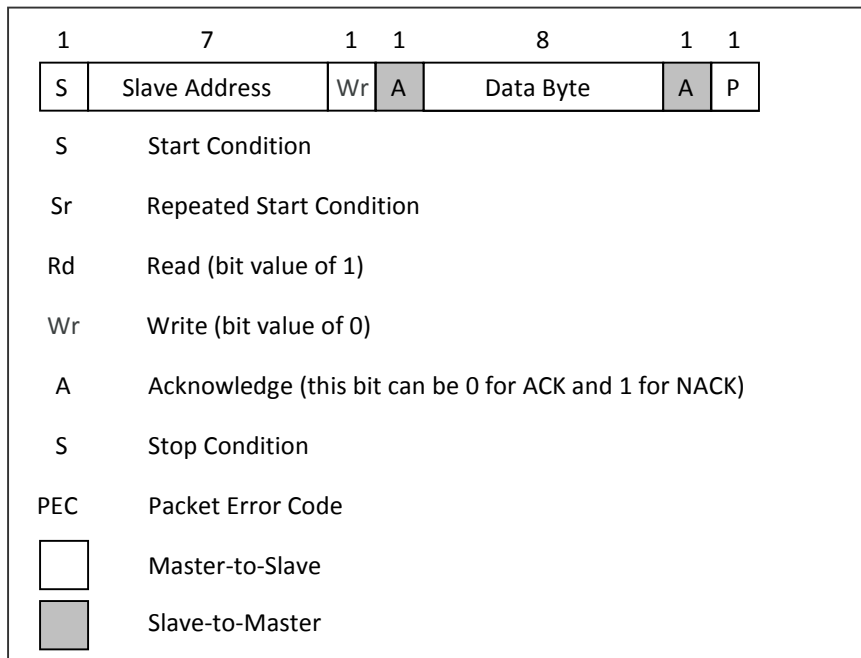 1 7 1 1 8 1 1
S Slave Address Wr A Data Byte A P
S Start Condition
Sr Repeated Start Condition
Rd Read (bit value of 1)
Wr Write (bit value of 0)
A Acknowledge (this bit can be 0 for ACK and 1 for NACK)
S Stop Condition
PEC Packet Error Code
Master-to-Slave
Slave-to-Master